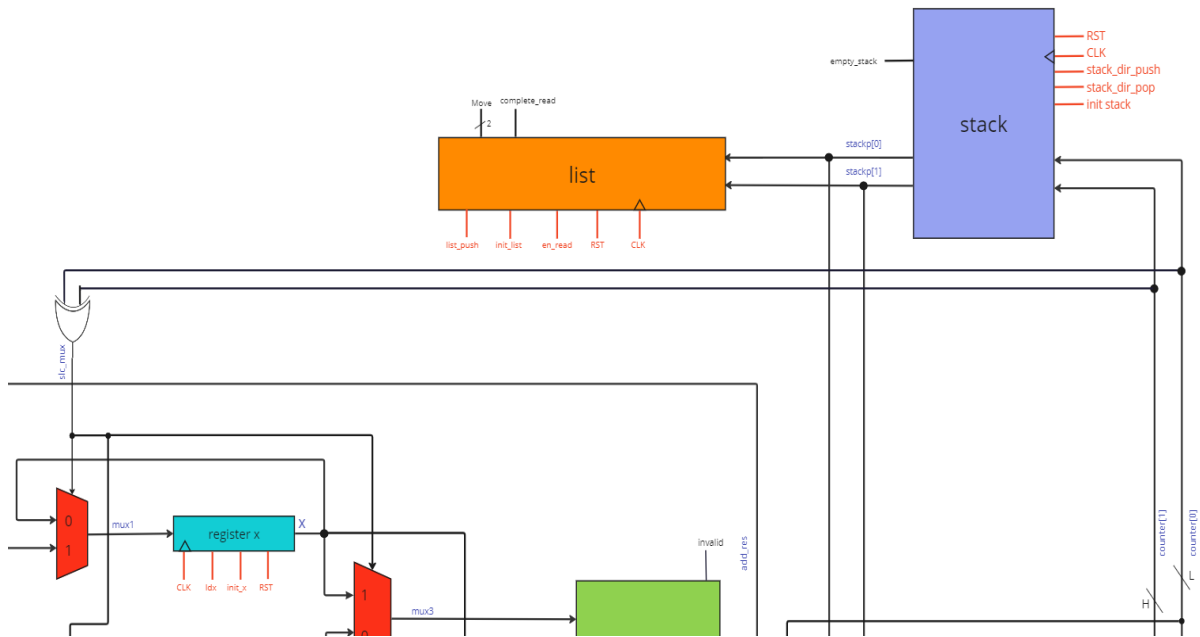 RST
CLK
stack_dir_push
stack_dir_pop
init stack
empty_stack
stack
Move
complete_read
2
list
stackp[0]
stackp[1]
list_push
init_list
en_read
RST
CLK
slc_mux
0
1
mux1
register x
X
CLK
ldx
init_x
RST
1
0
mux3
invalid
add_res
counter[1]
counter[0]
L
H